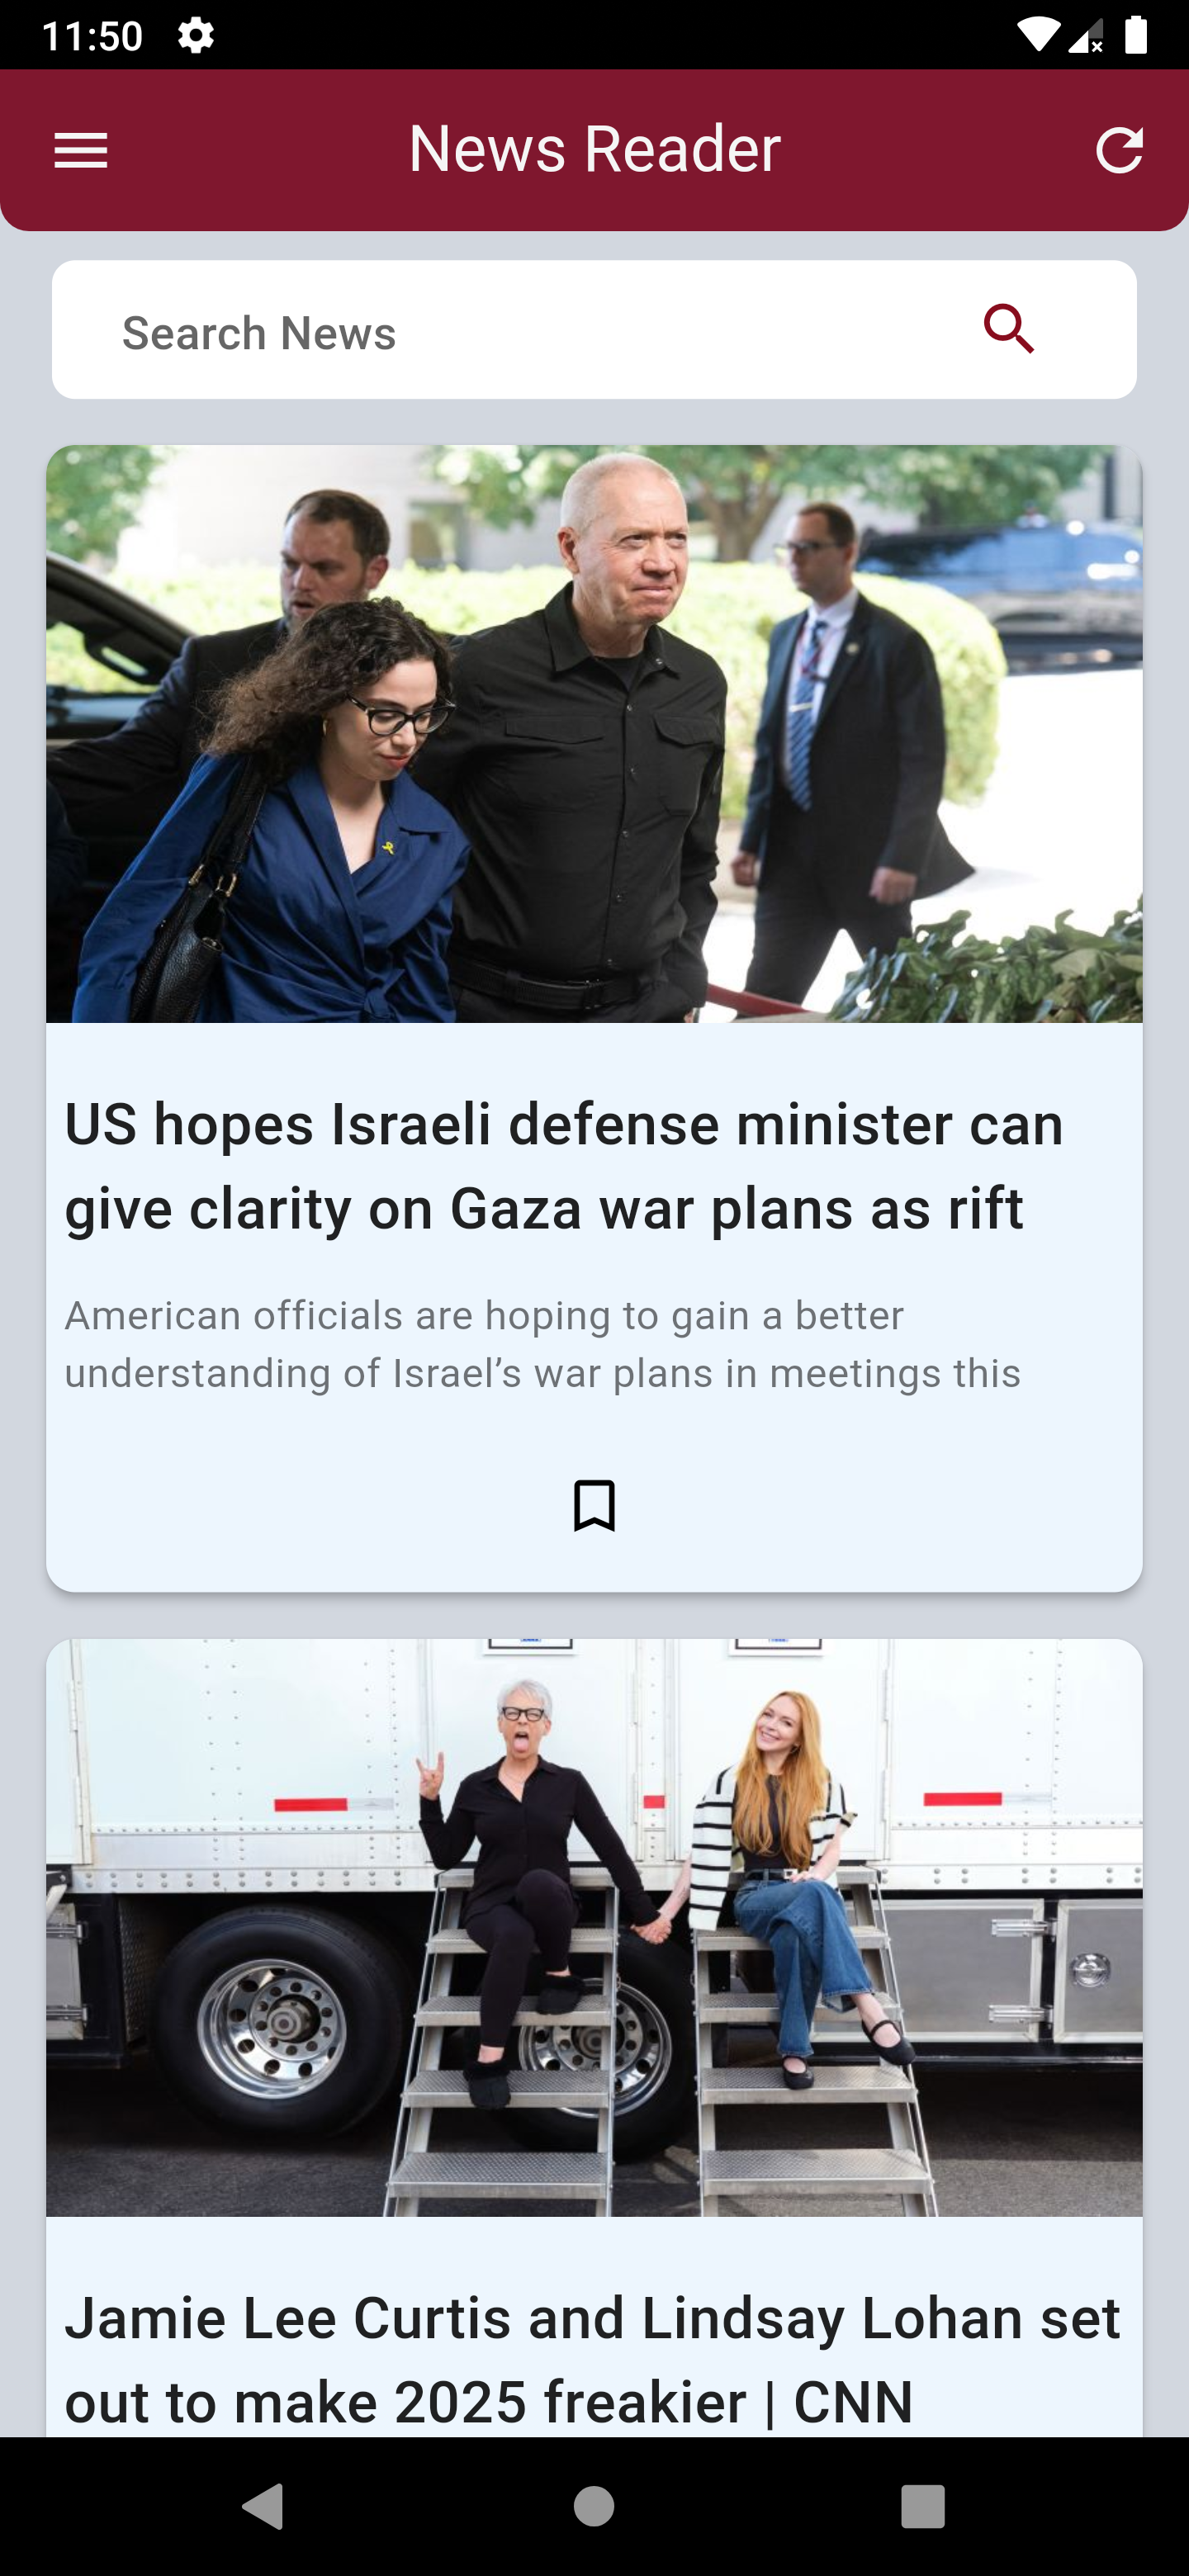 11:50
News Reader
Search News
US hopes Israeli defense minister can
give clarity on Gaza war plans as rift
American officials are hoping to gain a better
understanding of Israel’s war plans in meetings this
Jamie Lee Curtis and Lindsay Lohan set
out to make 2025 freakier | CNN